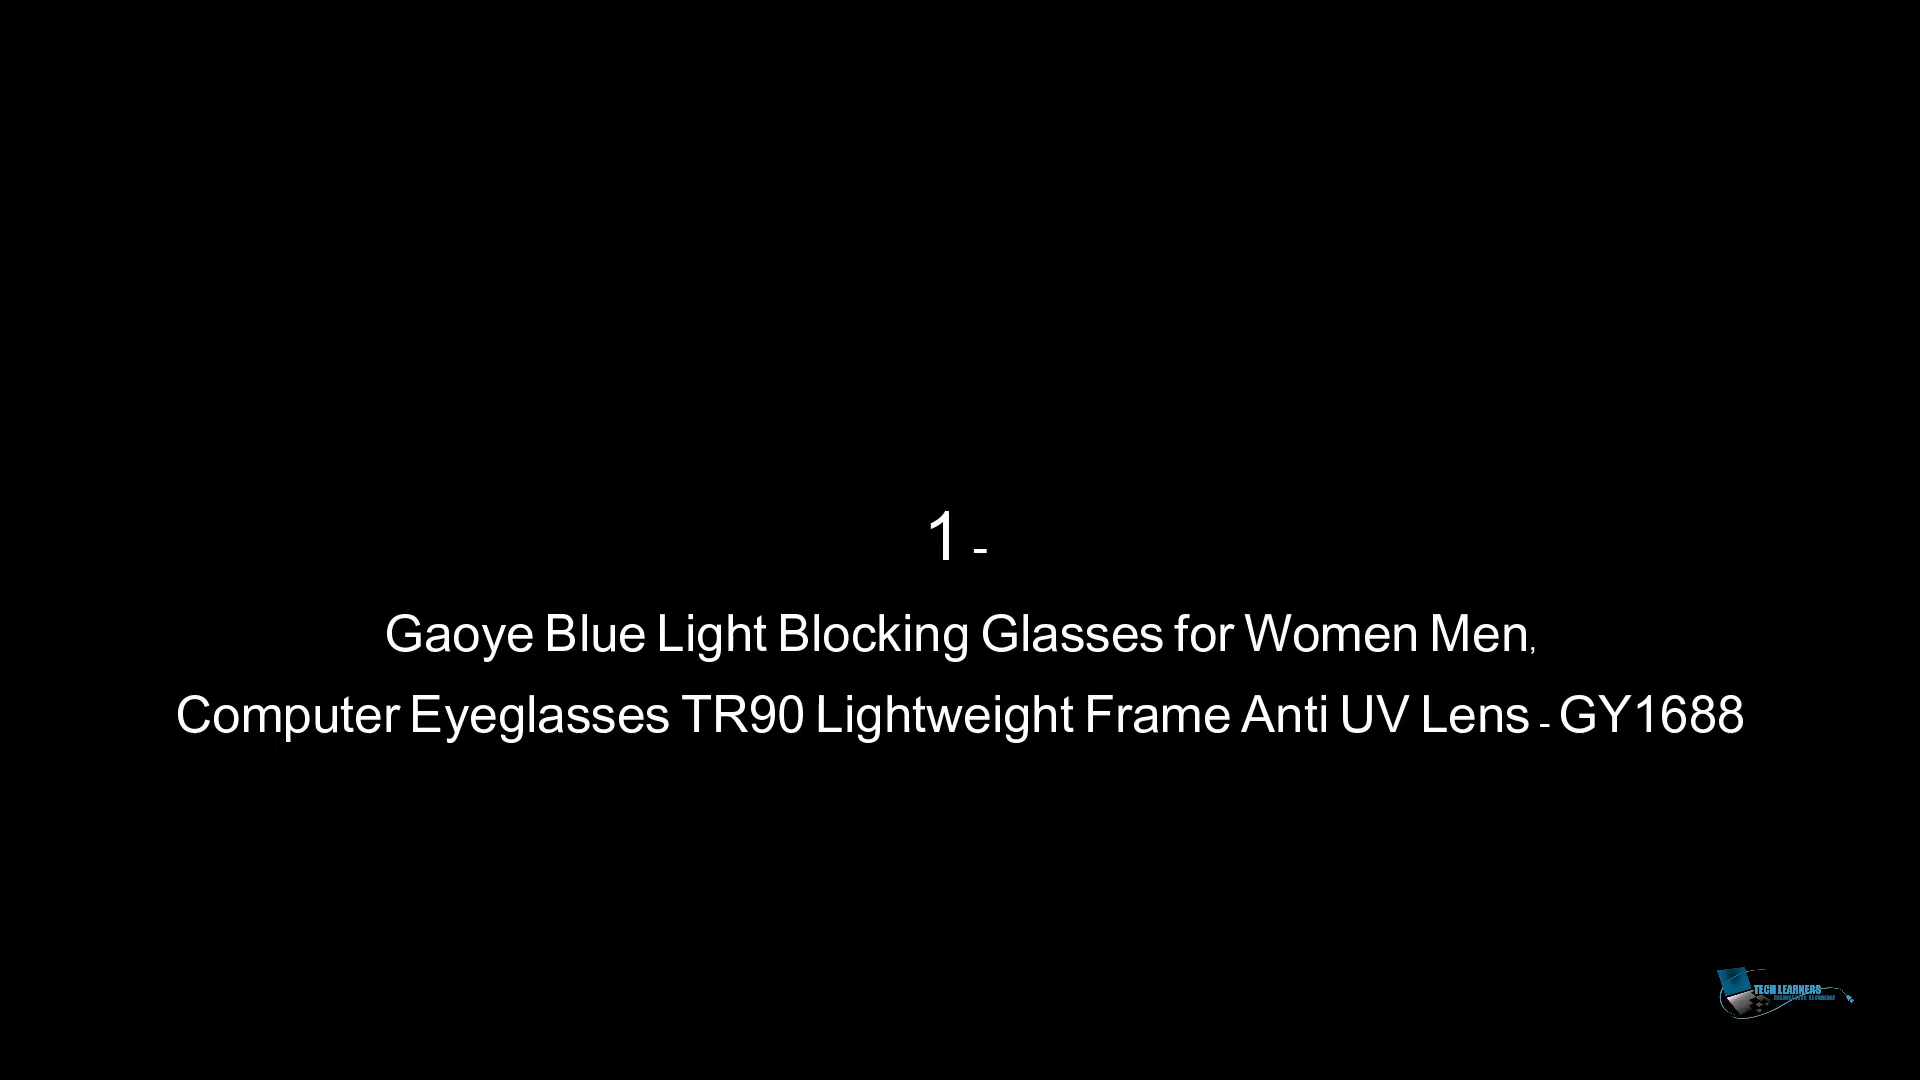 1 -
Gaoye Blue Light Blocking Glasses for Women Men,
Computer Eyeglasses TR90 Lightweight Frame Anti UV Lens - GY1688
TECH LEARNERS